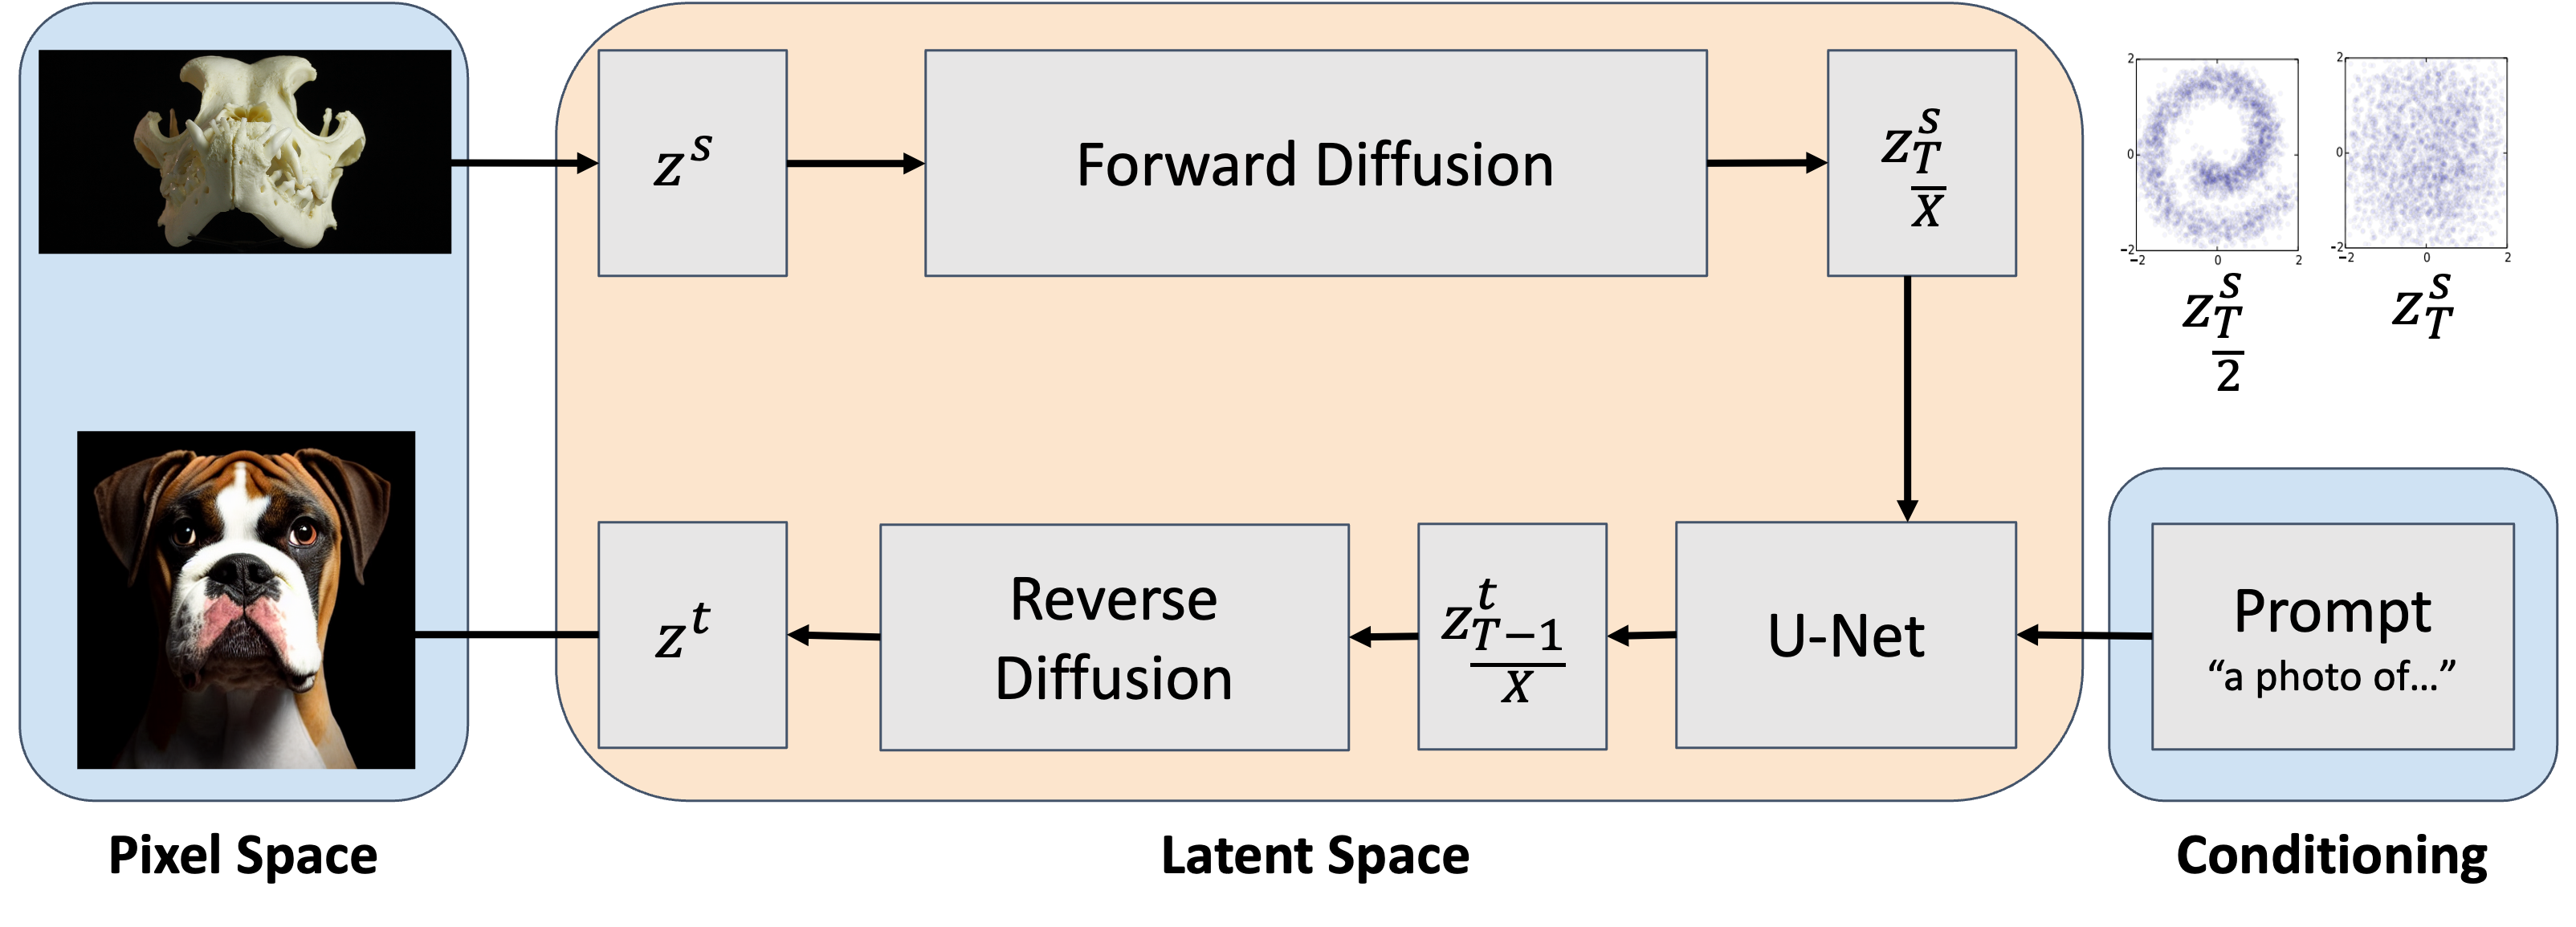 z^s
Forward Diffusion
z^s_{\frac{T}{X}}
2
0
-2
-2
0
2
z^s_{\frac{T}{2}}
2
0
-2
-2
0
2
z^s_T
z^t
Reverse
Diffusion
z^t_{\frac{T-1}{X}}
U-Net
Prompt
“a photo of...”
Pixel Space
Latent Space
Conditioning